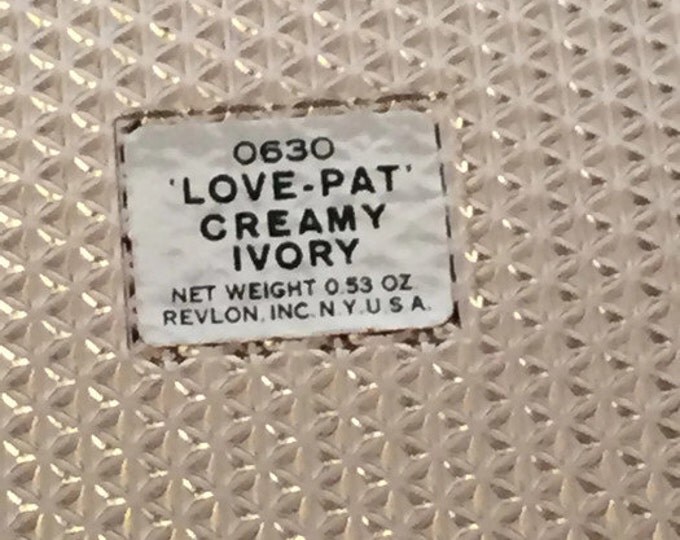 0630
'LOVE-PAT'
CREAMY
IVORY
NET WEIGHT 0.53 OZ
REVLON, INC. N.Y. U.S.A.